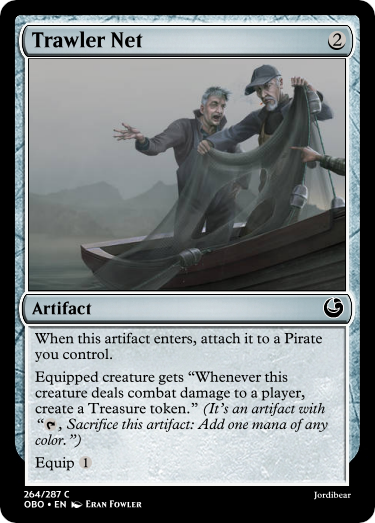 Trawler Net
2
Artifact
When this artifact enters, attach it to a Pirate
you control.
Equipped creature gets “Whenever this
creature deals combat damage to a player,
create a Treasure token.” (It's an artifact with
“, Sacrifice this artifact: Add one mana of any
color.”)
Equip 1
264/287 C
OBO • EN Eran Fowler
Jordibear